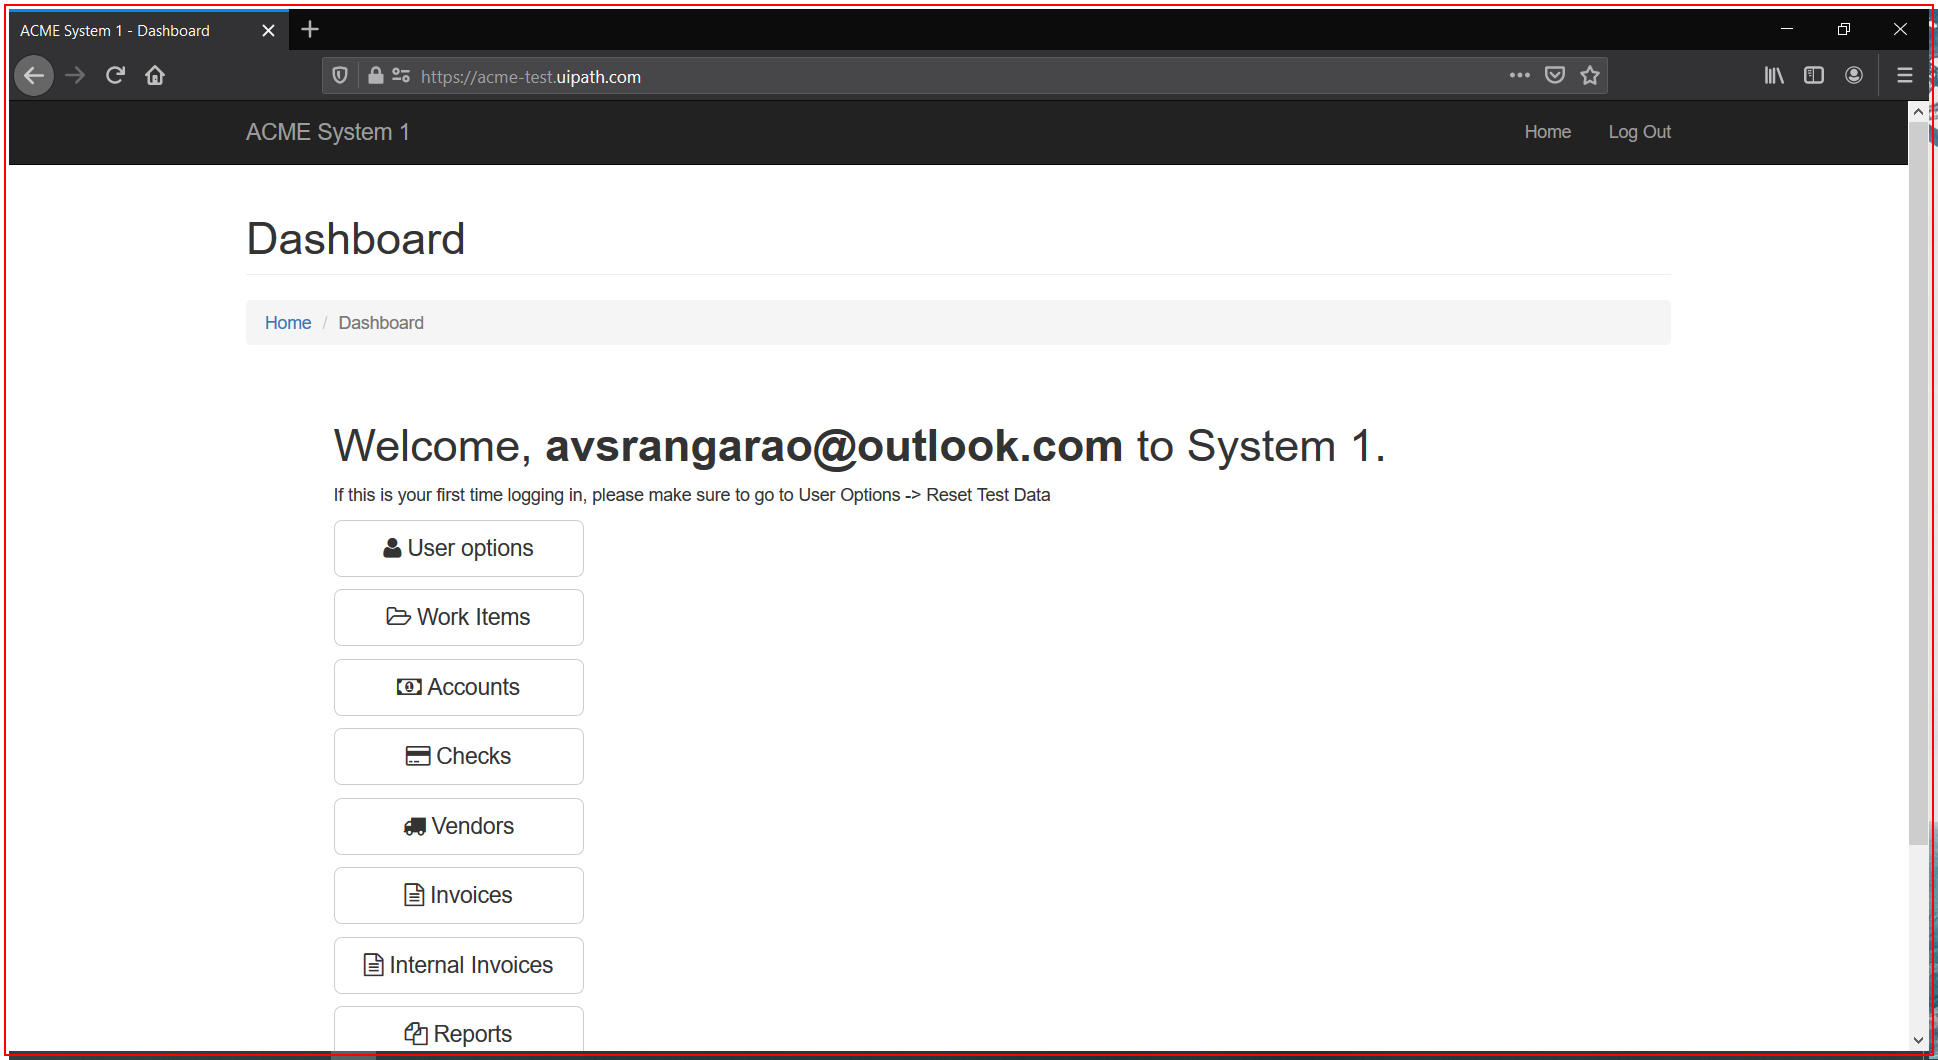 ACME System 1 - Dashboard
https://acme-test.uipath.com
ACME System 1
Home
Log Out
Dashboard
Home / Dashboard
Welcome, avsrangarao@outlook.com to System 1.
If this is your first time logging in, please make sure to go to User Options -> Reset Test Data
User options
Work Items
Accounts
Checks
Vendors
Invoices
Internal Invoices
Reports